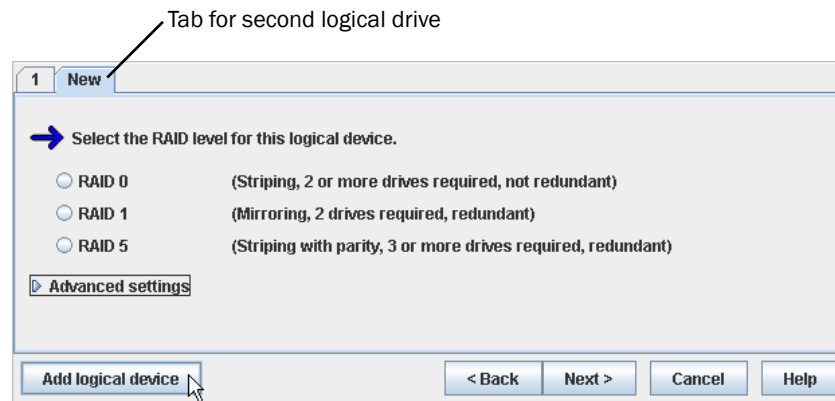 Tab for second logical drive
1 New
Select the RAID level for this logical device.
RAID 0 (Striping, 2 or more drives required, not redundant)
RAID 1 (Mirroring, 2 drives required, redundant)
RAID 5 (Striping with parity, 3 or more drives required, redundant)
Advanced settings
Add logical device < Back Next > Cancel Help